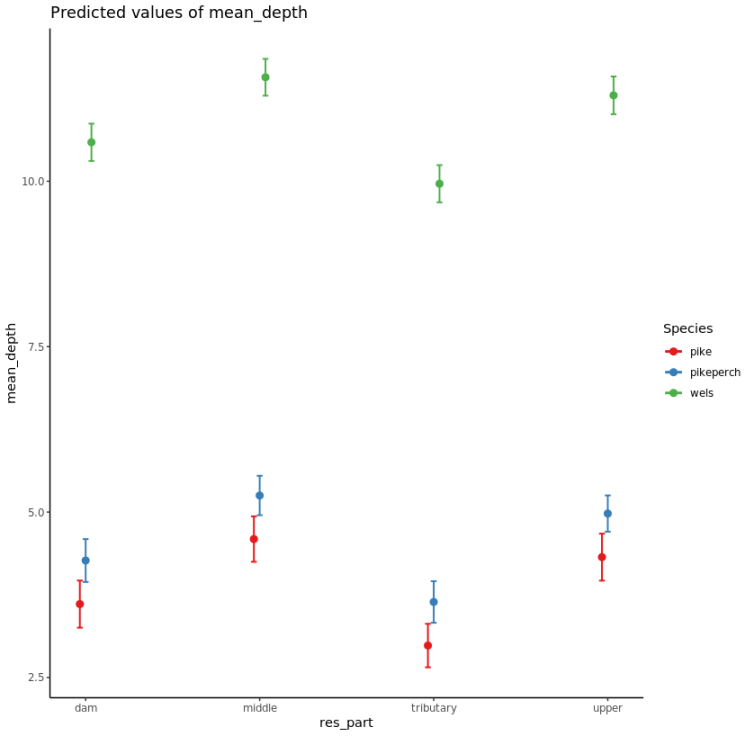 Predicted values of mean_depth
mean_depth
10.0
7.5
5.0
2.5
dam middle tributary upper
res_part
Species
pike
pikeperch
wels